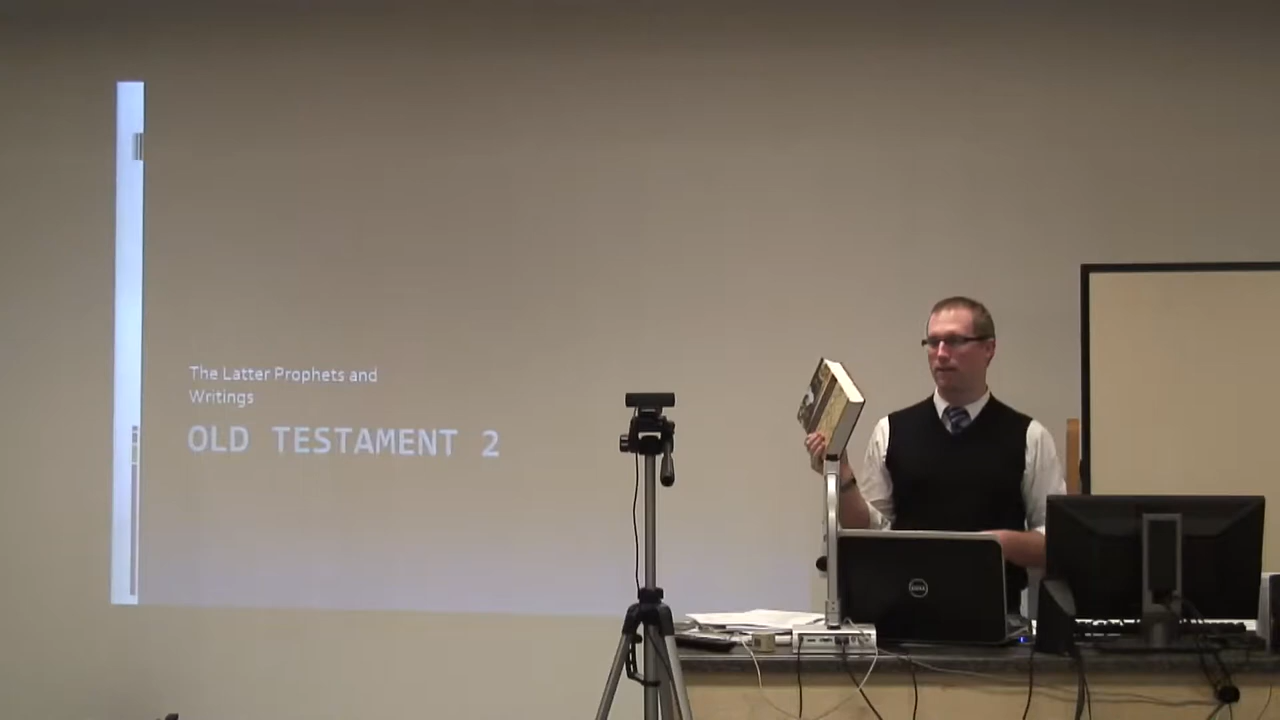 The Latter Prophets and
Writings
OLD TESTAMENT 2
DELL